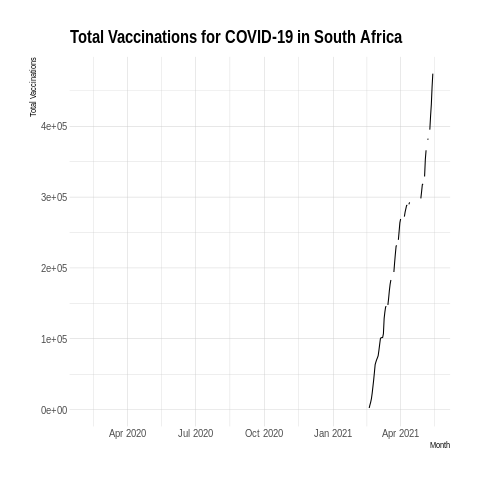 Total Vaccinations for COVID-19 in South Africa
Total Vaccinations
4e+05
3e+05
2e+05
1e+05
0e+00
Apr 2020 Jul 2020 Oct 2020 Jan 2021 Apr 2021
Month